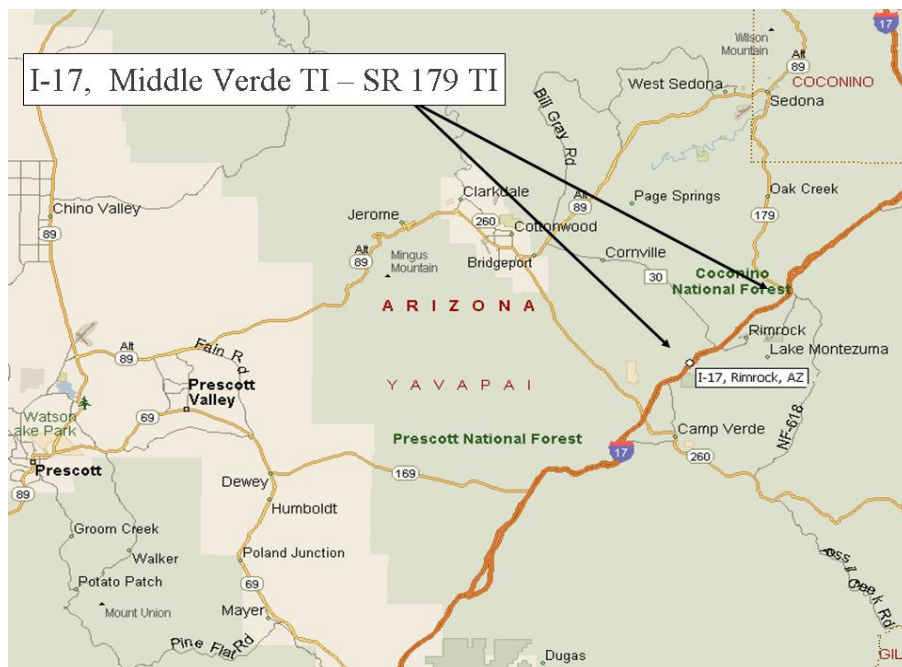 I-17, Middle Verde TI – SR 179 TI
17
Wilson
Mountain
Alt
89
COCONINO
West Sedona
Sedona
Bill Gray Rd
Chino Valley
89
Clarkdale
Jerome
260
Cottonwood
Alt
89
Page Springs
Oak Creek
179
Alt
89
Mingus
Mountain
Bridgeport
Cornville
30
Coconino
National Forest
ARIZONA
Rimrock
Lake Montezuma
I-17, Rimrock, AZ
Alt
89
Fain Rd
Prescott
Valley
YAVAPAI
Watson
Lake Park
69
Prescott National Forest
Camp Verde
NF-618
17
260
Prescott
89
Dewey
169
Humboldt
Groom Creek
Walker
Poland Junction
Potato Patch
69
Mount Union
Mayer
Pine Flat Rd
Dugas
Creek Rd
GIL